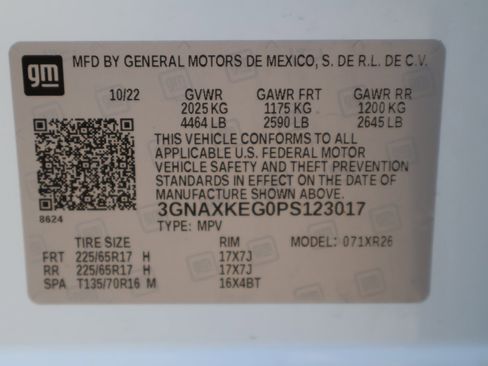 gm MFD BY GENERAL MOTORS DE MEXICO, S. DE R.L. DE C.V.
10/22 GVWR GAWR FRT GAWR RR
2025 KG 1175 KG 1200 KG
4464 LB 2590 LB 2645 LB
THIS VEHICLE CONFORMS TO ALL
APPLICABLE U.S. FEDERAL MOTOR
VEHICLE SAFETY AND THEFT PREVENTION
STANDARDS IN EFFECT ON THE DATE OF
MANUFACTURE SHOWN ABOVE.
3GNAXKEG0PS123017
8624 TYPE: MPV
TIRE SIZE RIM MODEL: 071XR26
FRT 225/65R17 H 17X7J
RR 225/65R17 H 17X7J
SPA T135/70R16 M 16X4BT